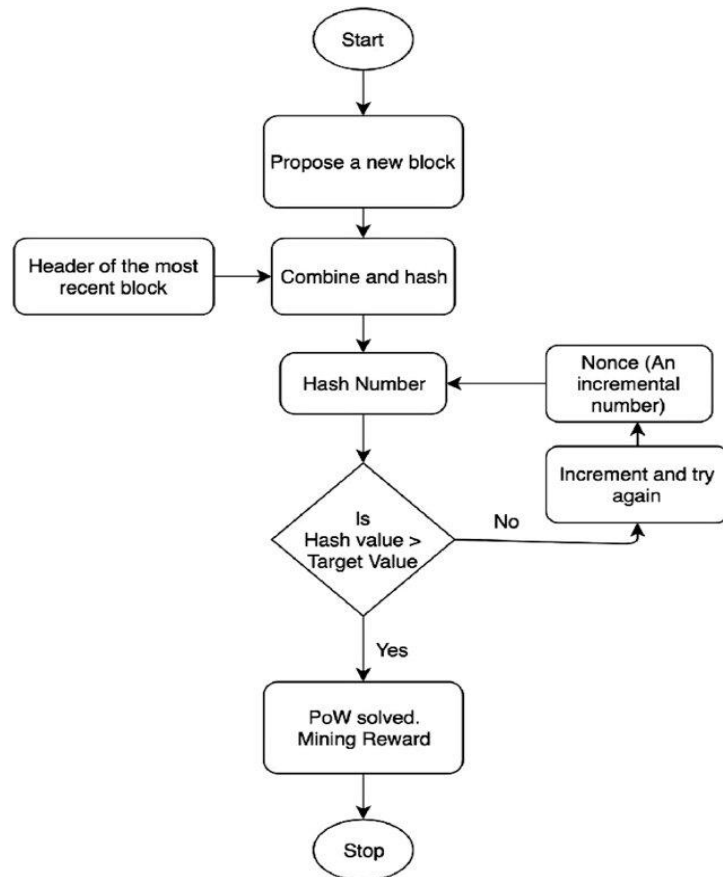 Start
Propose a new block
Header of the most
recent block
Combine and hash
Hash Number
Nonce (An
incremental
number)
Increment and try
again
Is
Hash value >
Target Value
No
Yes
PoW solved.
Mining Reward
Stop